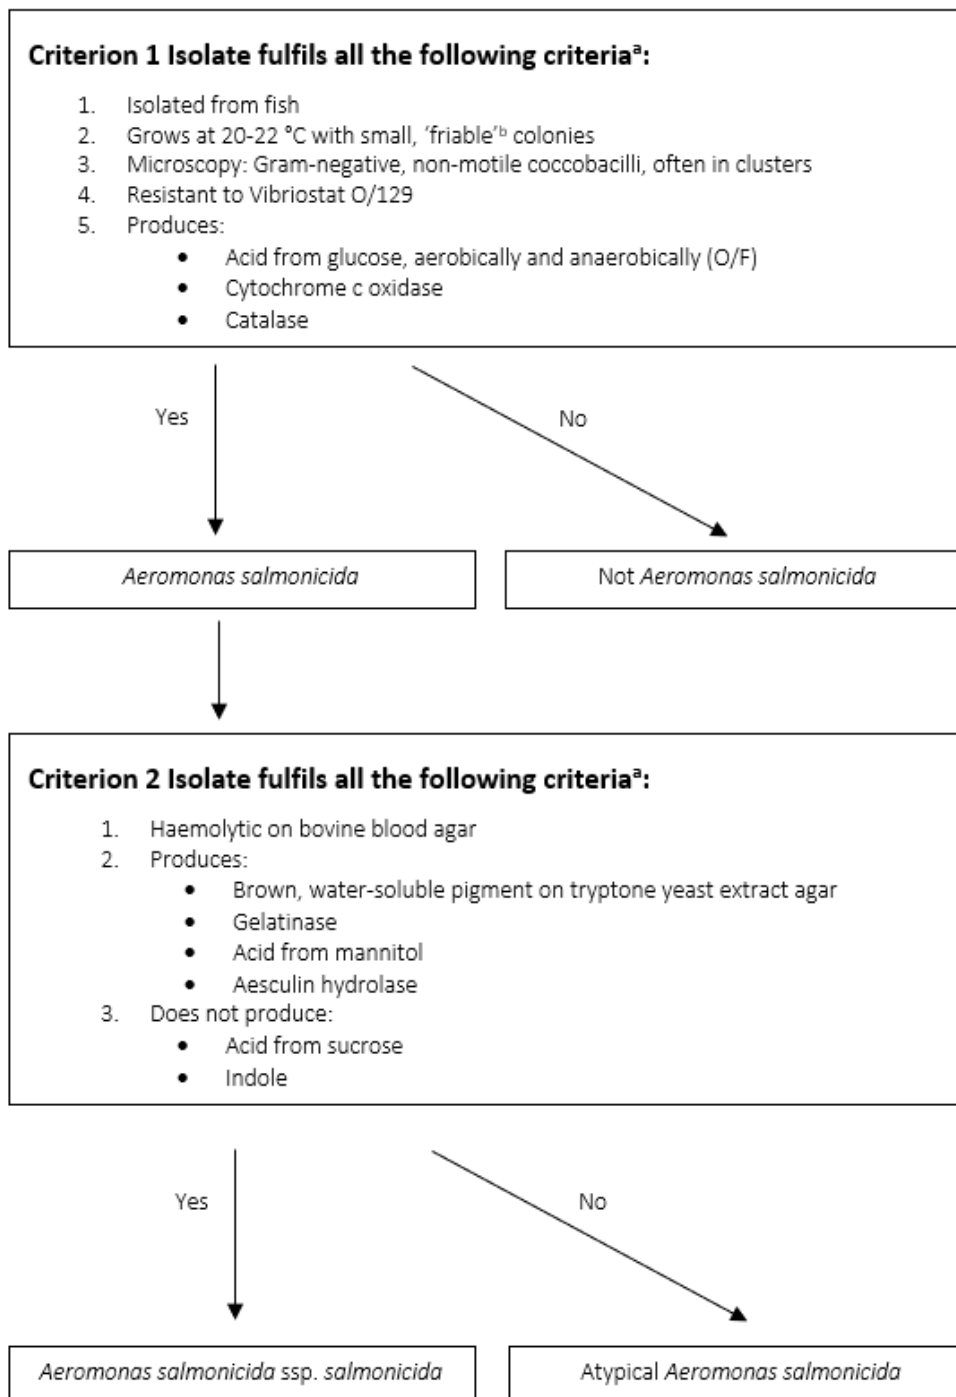 Criterion 1 Isolate fulfils all the following criteriaᵃ:
1. Isolated from fish
2. Grows at 20-22 °C with small, ‘friable’ᵇ colonies
3. Microscopy: Gram-negative, non-motile coccobacilli, often in clusters
4. Resistant to Vibriostat O/129
5. Produces:
• Acid from glucose, aerobically and anaerobically (O/F)
• Cytochrome c oxidase
• Catalase
Yes
No
Aeromonas salmonicida
Not Aeromonas salmonicida
Criterion 2 Isolate fulfils all the following criteriaᵃ:
1. Haemolytic on bovine blood agar
2. Produces:
• Brown, water-soluble pigment on tryptone yeast extract agar
• Gelatinase
• Acid from mannitol
• Aesculin hydrolase
3. Does not produce:
• Acid from sucrose
• Indole
Yes
No
Aeromonas salmonicida ssp. salmonicida
Atypical Aeromonas salmonicida